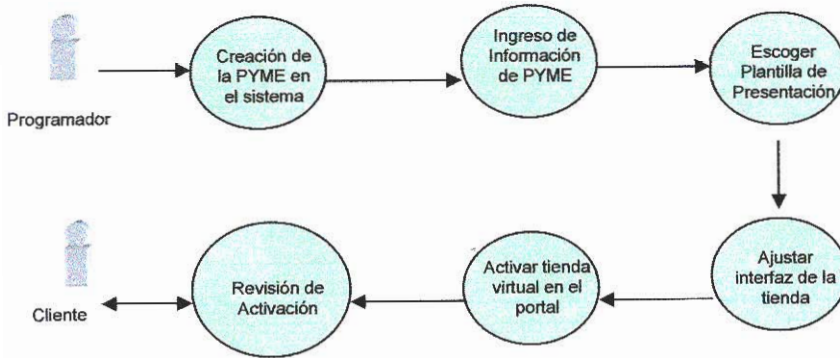 Programador
Creación de
la PYME en
el sistema
Ingreso de
Información
de PYME
Escoger
Plantilla de
Presentación
Ajustar
interfaz de la
tienda
Activar tienda
virtual en el
portal
Revisión de
Activación
Cliente